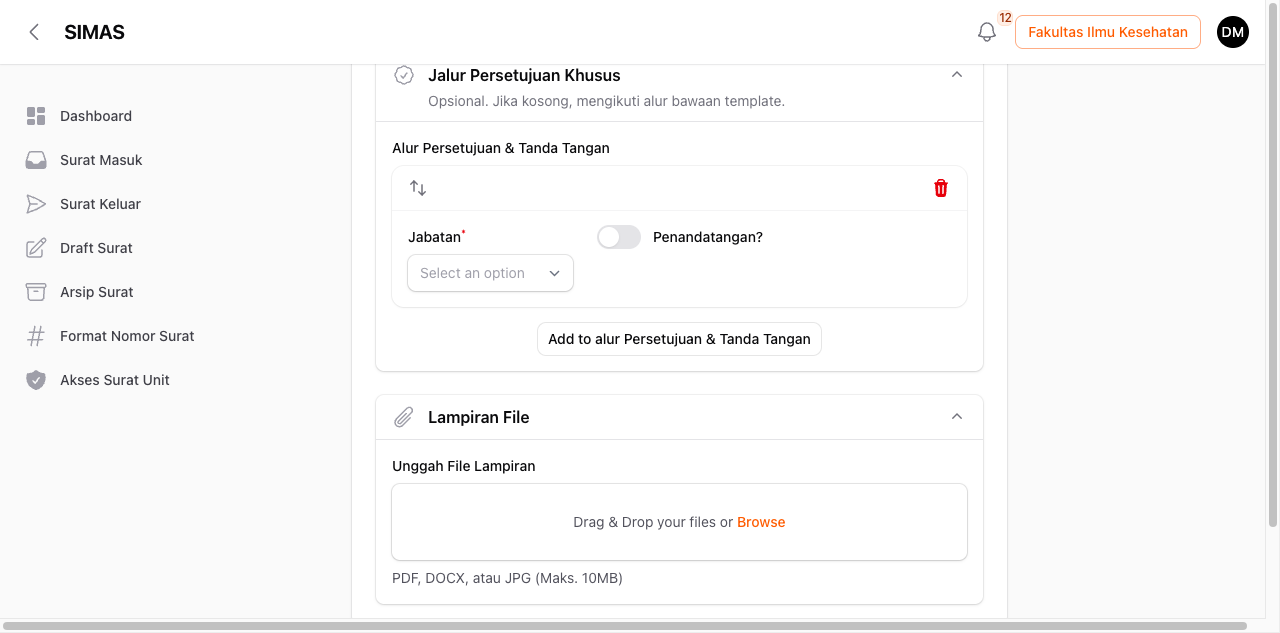 SIMAS
12
Fakultas Ilmu Kesehatan
DM
Dashboard
Surat Masuk
Surat Keluar
Draft Surat
Arsip Surat
Format Nomor Surat
Akses Surat Unit
Jalur Persetujuan Khusus
Opsional. Jika kosong, mengikuti alur bawaan template.
Alur Persetujuan & Tanda Tangan
Jabatan*
Penandatangan?
Select an option
Add to alur Persetujuan & Tanda Tangan
Lampiran File
Unggah File Lampiran
Drag & Drop your files or Browse
PDF, DOCX, atau JPG (Maks. 10MB)